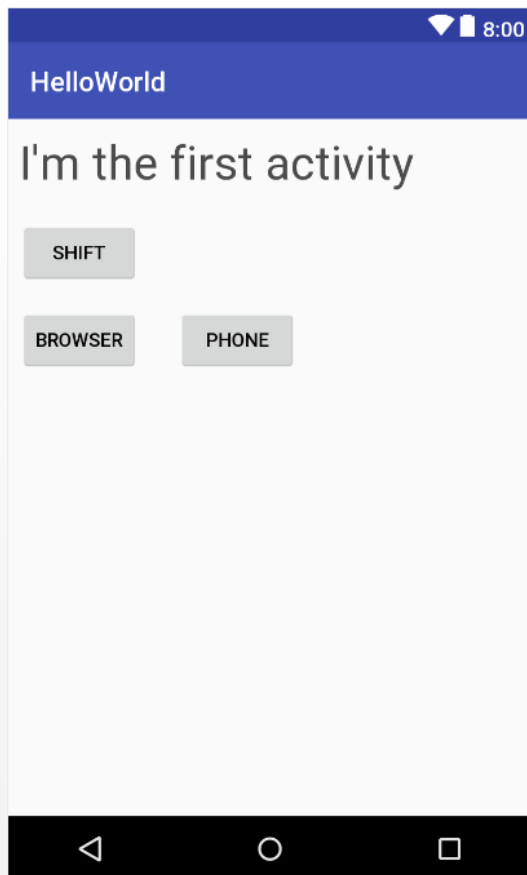 8:00
HelloWorld
I'm the first activity
SHIFT
BROWSER PHONE